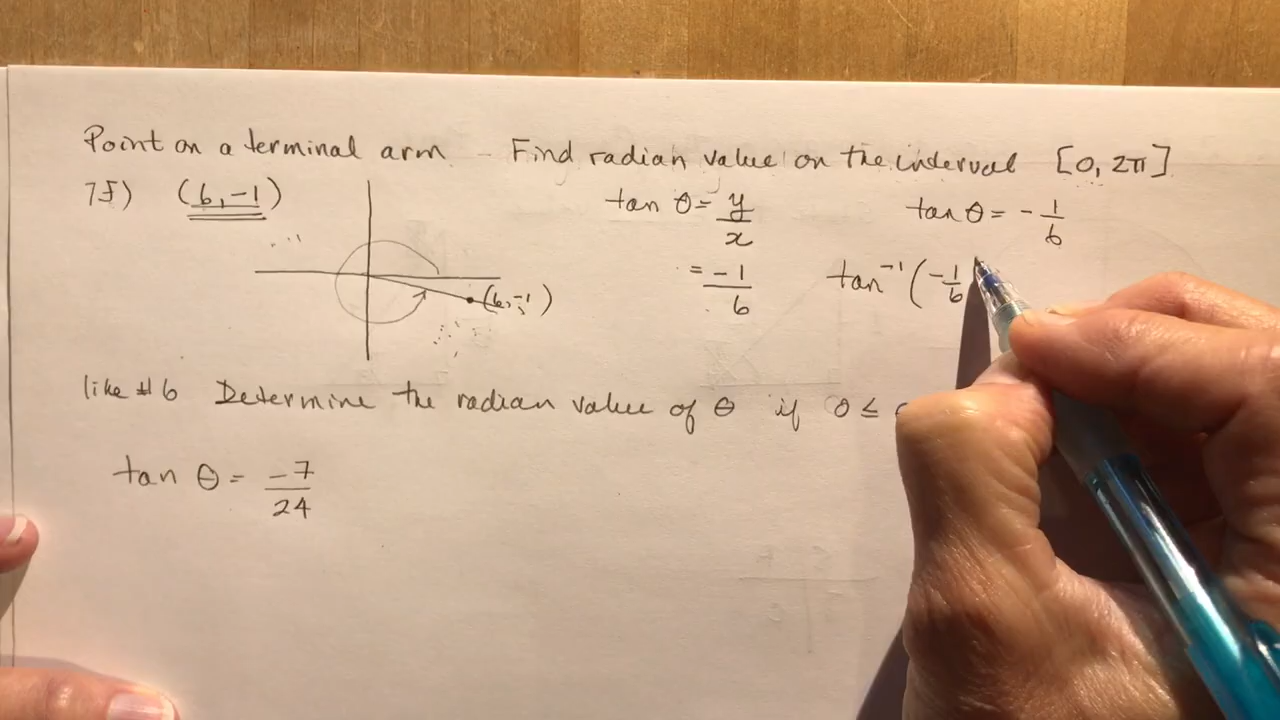 Point on a terminal arm - Find radian value on the interval [0, 2π]
7f) (6, -1)
(6, -1)
tan θ = y/x
= -1/6
tan θ = - 1/6
tan⁻¹ (-1/6
like #6 Determine the radian value of θ if 0 ≤
tan θ = -7/24